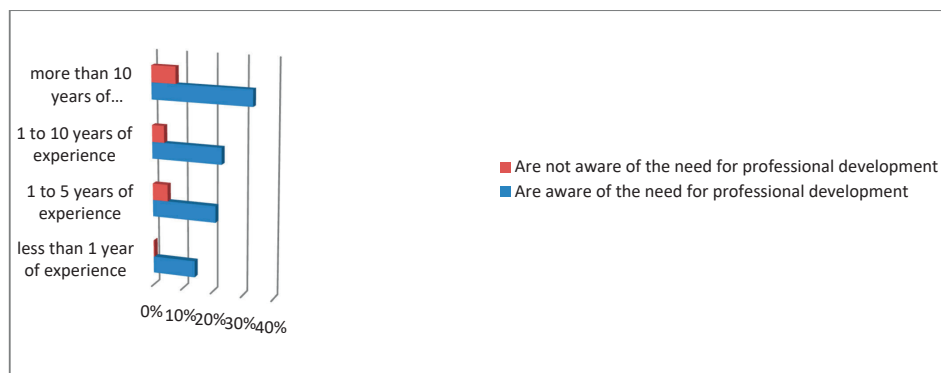 more than 10
years of...
1 to 10 years of
experience
1 to 5 years of
experience
less than 1 year
of experience
0%
10%
20%
30%
40%
Are not aware of the need for professional development
Are aware of the need for professional development